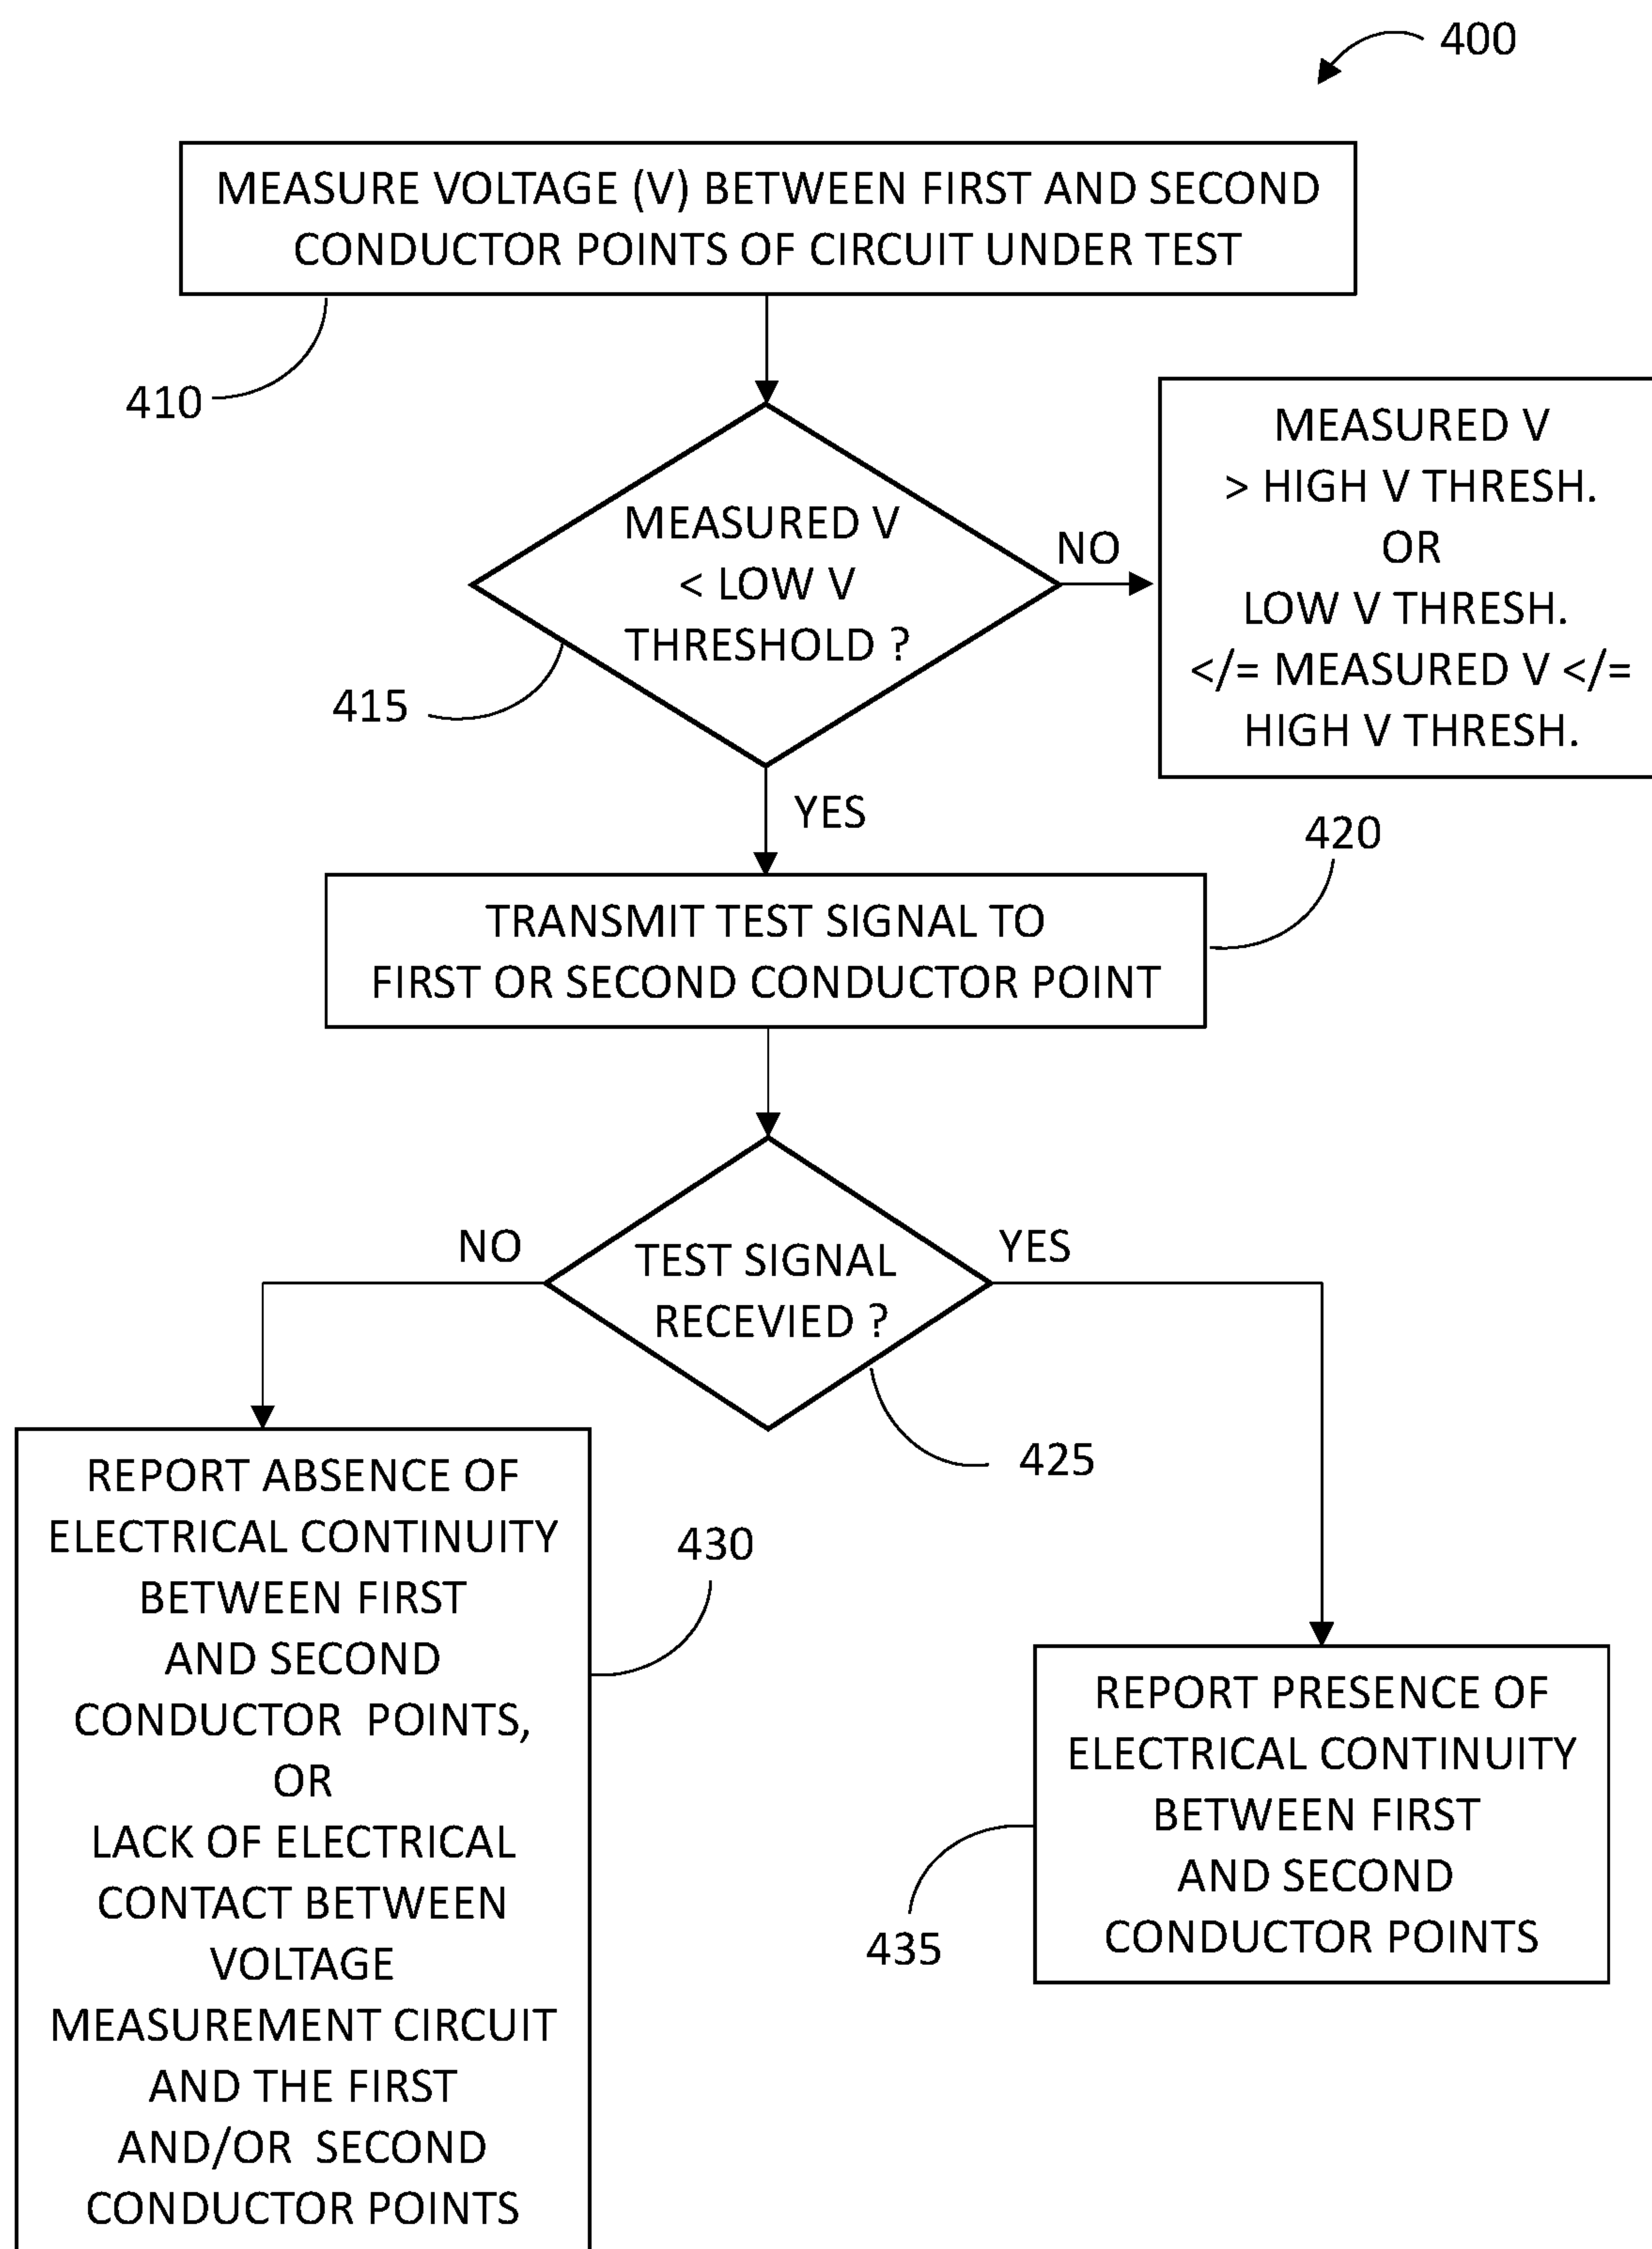 400
MEASURE VOLTAGE (V) BETWEEN FIRST AND SECOND
CONDUCTOR POINTS OF CIRCUIT UNDER TEST
410
MEASURED V
< LOW V
THRESHOLD ?
415
NO
MEASURED V
> HIGH V THRESH.
OR
LOW V THRESH.
</= MEASURED V </=
HIGH V THRESH.
YES
420
TRANSMIT TEST SIGNAL TO
FIRST OR SECOND CONDUCTOR POINT
NO
TEST SIGNAL
RECEVIED ?
YES
425
REPORT ABSENCE OF
ELECTRICAL CONTINUITY
BETWEEN FIRST
AND SECOND
CONDUCTOR POINTS,
OR
LACK OF ELECTRICAL
CONTACT BETWEEN
VOLTAGE
MEASUREMENT CIRCUIT
AND THE FIRST
AND/OR SECOND
CONDUCTOR POINTS
430
REPORT PRESENCE OF
ELECTRICAL CONTINUITY
BETWEEN FIRST
AND SECOND
CONDUCTOR POINTS
435